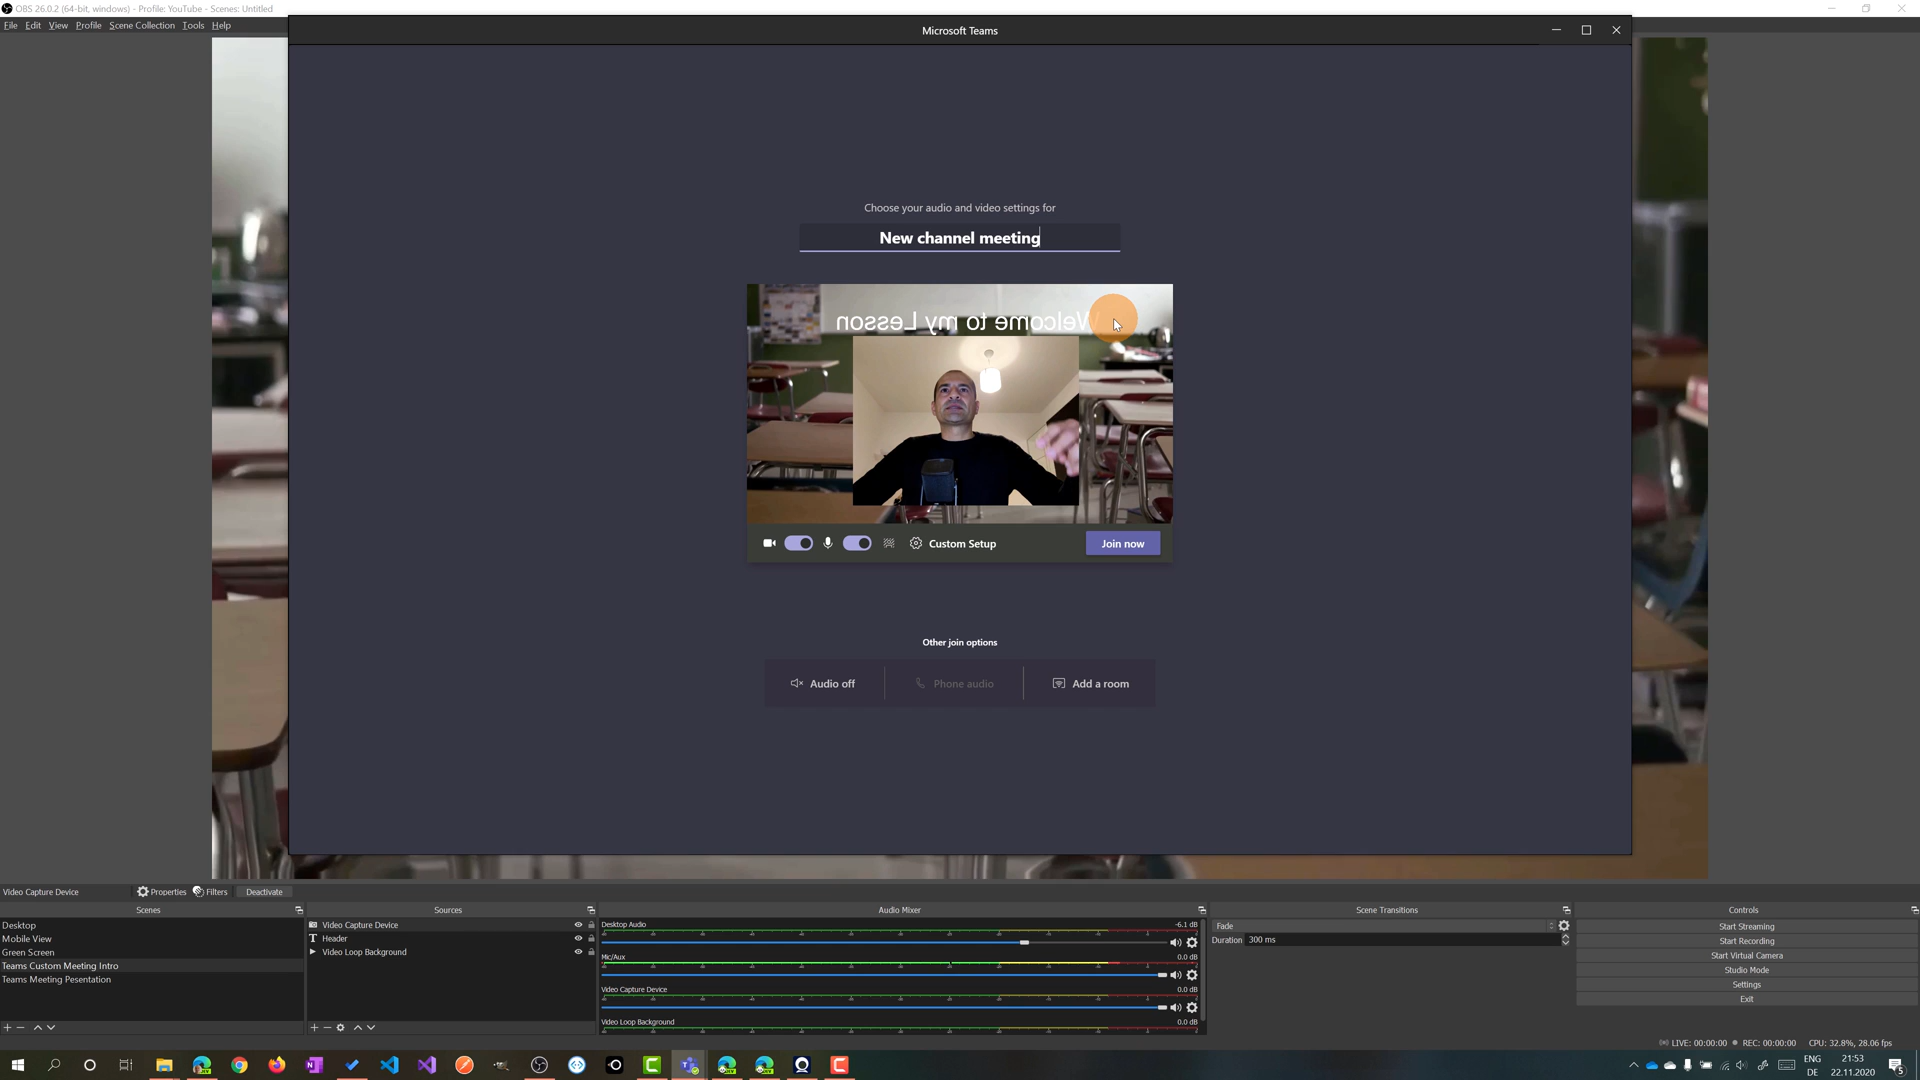 OBS 26.0.2 (64-bit, windows) - Profile: YouTube - Scenes: Untitled
File Edit View Profile Scene Collection Tools Help
Microsoft Teams
Choose your audio and video settings for
New channel meeting
Welcome to my Lesson
Custom Setup
Join now
Other join options
Audio off
Phone audio
Add a room
Video Capture Device
Properties
Filters
Deactivate
Scenes
Desktop
Mobile View
Green Screen
Teams Custom Meeting Intro
Teams Meeting Pesentation
Sources
Video Capture Device
Header
Video Loop Background
Audio Mixer
Desktop Audio -6.1 dB
Mic/Aux 0.0 dB
Video Capture Device 0.0 dB
Video Loop Background 0.0 dB
Scene Transitions
Fade
Duration 300 ms
Controls
Start Streaming
Start Recording
Start Virtual Camera
Studio Mode
Settings
Exit
LIVE: 00:00:00 REC: 00:00:00 CPU: 32.8%, 28.06 fps
ENG
DE
21:53
22.11.2020
5